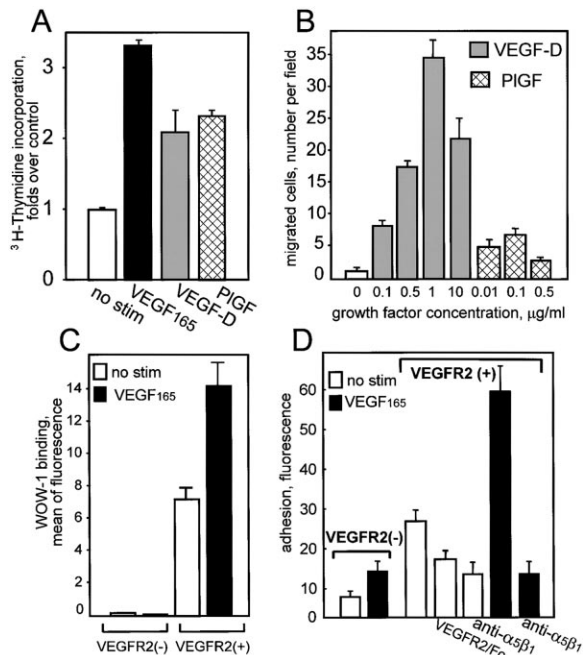 A
³H-Thymidine incorporation,
folds over control
3
2
1
0
no stim
VEGF165
VEGF-D
PlGF
B
migrated cells, number per field
35
30
25
20
15
10
5
0
VEGF-D
PlGF
0 0.1 0.5 1 10 0.01 0.1 0.5
growth factor concentration, µg/ml
C
WOW-1 binding,
mean of fluorescence
14
12
10
8
6
4
2
0
no stim
VEGF165
VEGFR2(-) VEGFR2(+)
D
adhesion, fluorescence
60
50
40
30
20
10
0
no stim
VEGF165
VEGFR2 (+)
VEGFR2(-)
anti-α5β1
anti-α5β1